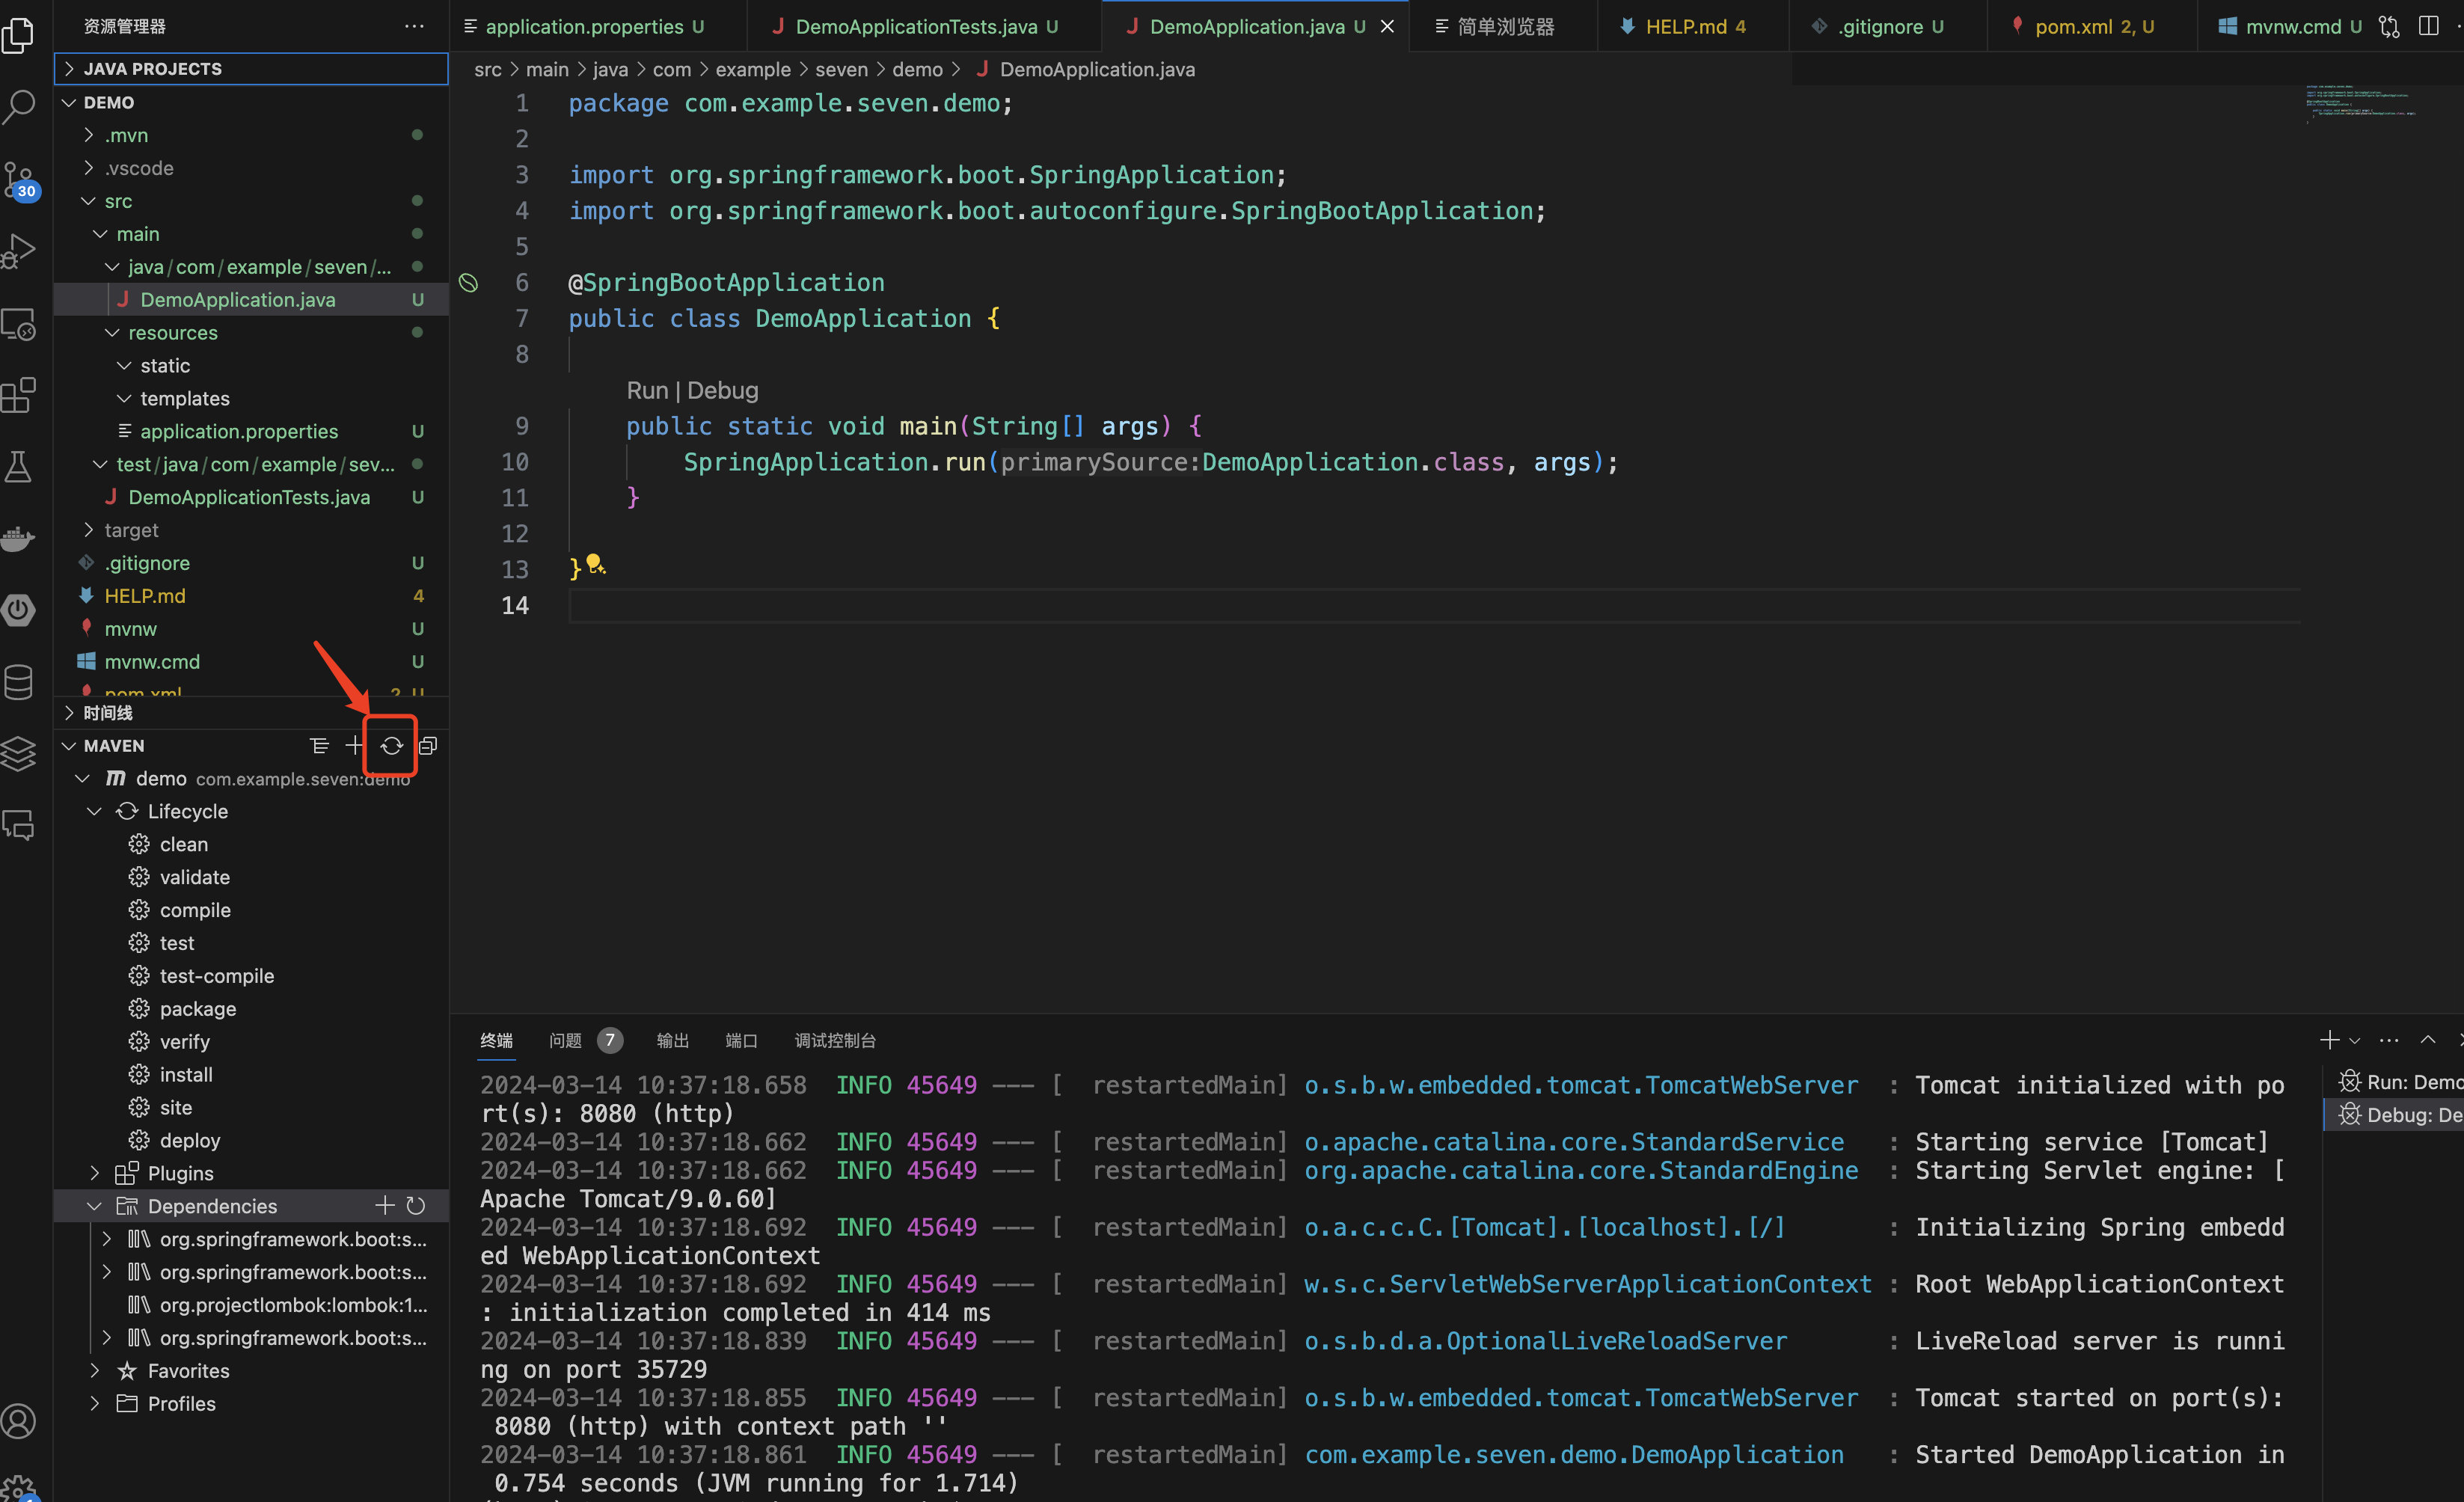 资源管理器
JAVA PROJECTS
DEMO
.mvn
.vscode
src
main
java/com/example/seven/...
DemoApplication.java U
resources
static
templates
application.properties U
test/java/com/example/sev...
DemoApplicationTests.java U
target
.gitignore U
HELP.md 4
mvnw U
mvnw.cmd U
pom.xml 2, U
时间线
MAVEN
demo com.example.seven:demo
Lifecycle
clean
validate
compile
test
test-compile
package
verify
install
site
deploy
Plugins
Dependencies
org.springframework.boot:s...
org.springframework.boot:s...
org.projectlombok:lombok:1...
org.springframework.boot:s...
Favorites
Profiles
30
application.properties U
DemoApplicationTests.java U
DemoApplication.java U
简单浏览器
HELP.md 4
.gitignore U
pom.xml 2, U
mvnw.cmd U
src > main > java > com > example > seven > demo > DemoApplication.java
1 package com.example.seven.demo;
2
3 import org.springframework.boot.SpringApplication;
4 import org.springframework.boot.autoconfigure.SpringBootApplication;
5
6 @SpringBootApplication
7 public class DemoApplication {
8
Run | Debug
9 public static void main(String[] args) {
10 SpringApplication.run(primarySource:DemoApplication.class, args);
11 }
12
13 }
14
终端 问题 7 输出 端口 调试控制台
2024-03-14 10:37:18.658 INFO 45649 --- [ restartedMain] o.s.b.w.embedded.tomcat.TomcatWebServer : Tomcat initialized with po
rt(s): 8080 (http)
2024-03-14 10:37:18.662 INFO 45649 --- [ restartedMain] o.apache.catalina.core.StandardService : Starting service [Tomcat]
2024-03-14 10:37:18.662 INFO 45649 --- [ restartedMain] org.apache.catalina.core.StandardEngine : Starting Servlet engine: [
Apache Tomcat/9.0.60]
2024-03-14 10:37:18.692 INFO 45649 --- [ restartedMain] o.a.c.c.C.[Tomcat].[localhost].[/] : Initializing Spring embedd
ed WebApplicationContext
2024-03-14 10:37:18.692 INFO 45649 --- [ restartedMain] w.s.c.ServletWebServerApplicationContext : Root WebApplicationContext
: initialization completed in 414 ms
2024-03-14 10:37:18.839 INFO 45649 --- [ restartedMain] o.s.b.d.a.OptionalLiveReloadServer : LiveReload server is runni
ng on port 35729
2024-03-14 10:37:18.855 INFO 45649 --- [ restartedMain] o.s.b.w.embedded.tomcat.TomcatWebServer : Tomcat started on port(s):
8080 (http) with context path ''
2024-03-14 10:37:18.861 INFO 45649 --- [ restartedMain] com.example.seven.demo.DemoApplication : Started DemoApplication in
0.754 seconds (JVM running for 1.714)
Run: Demo
Debug: De